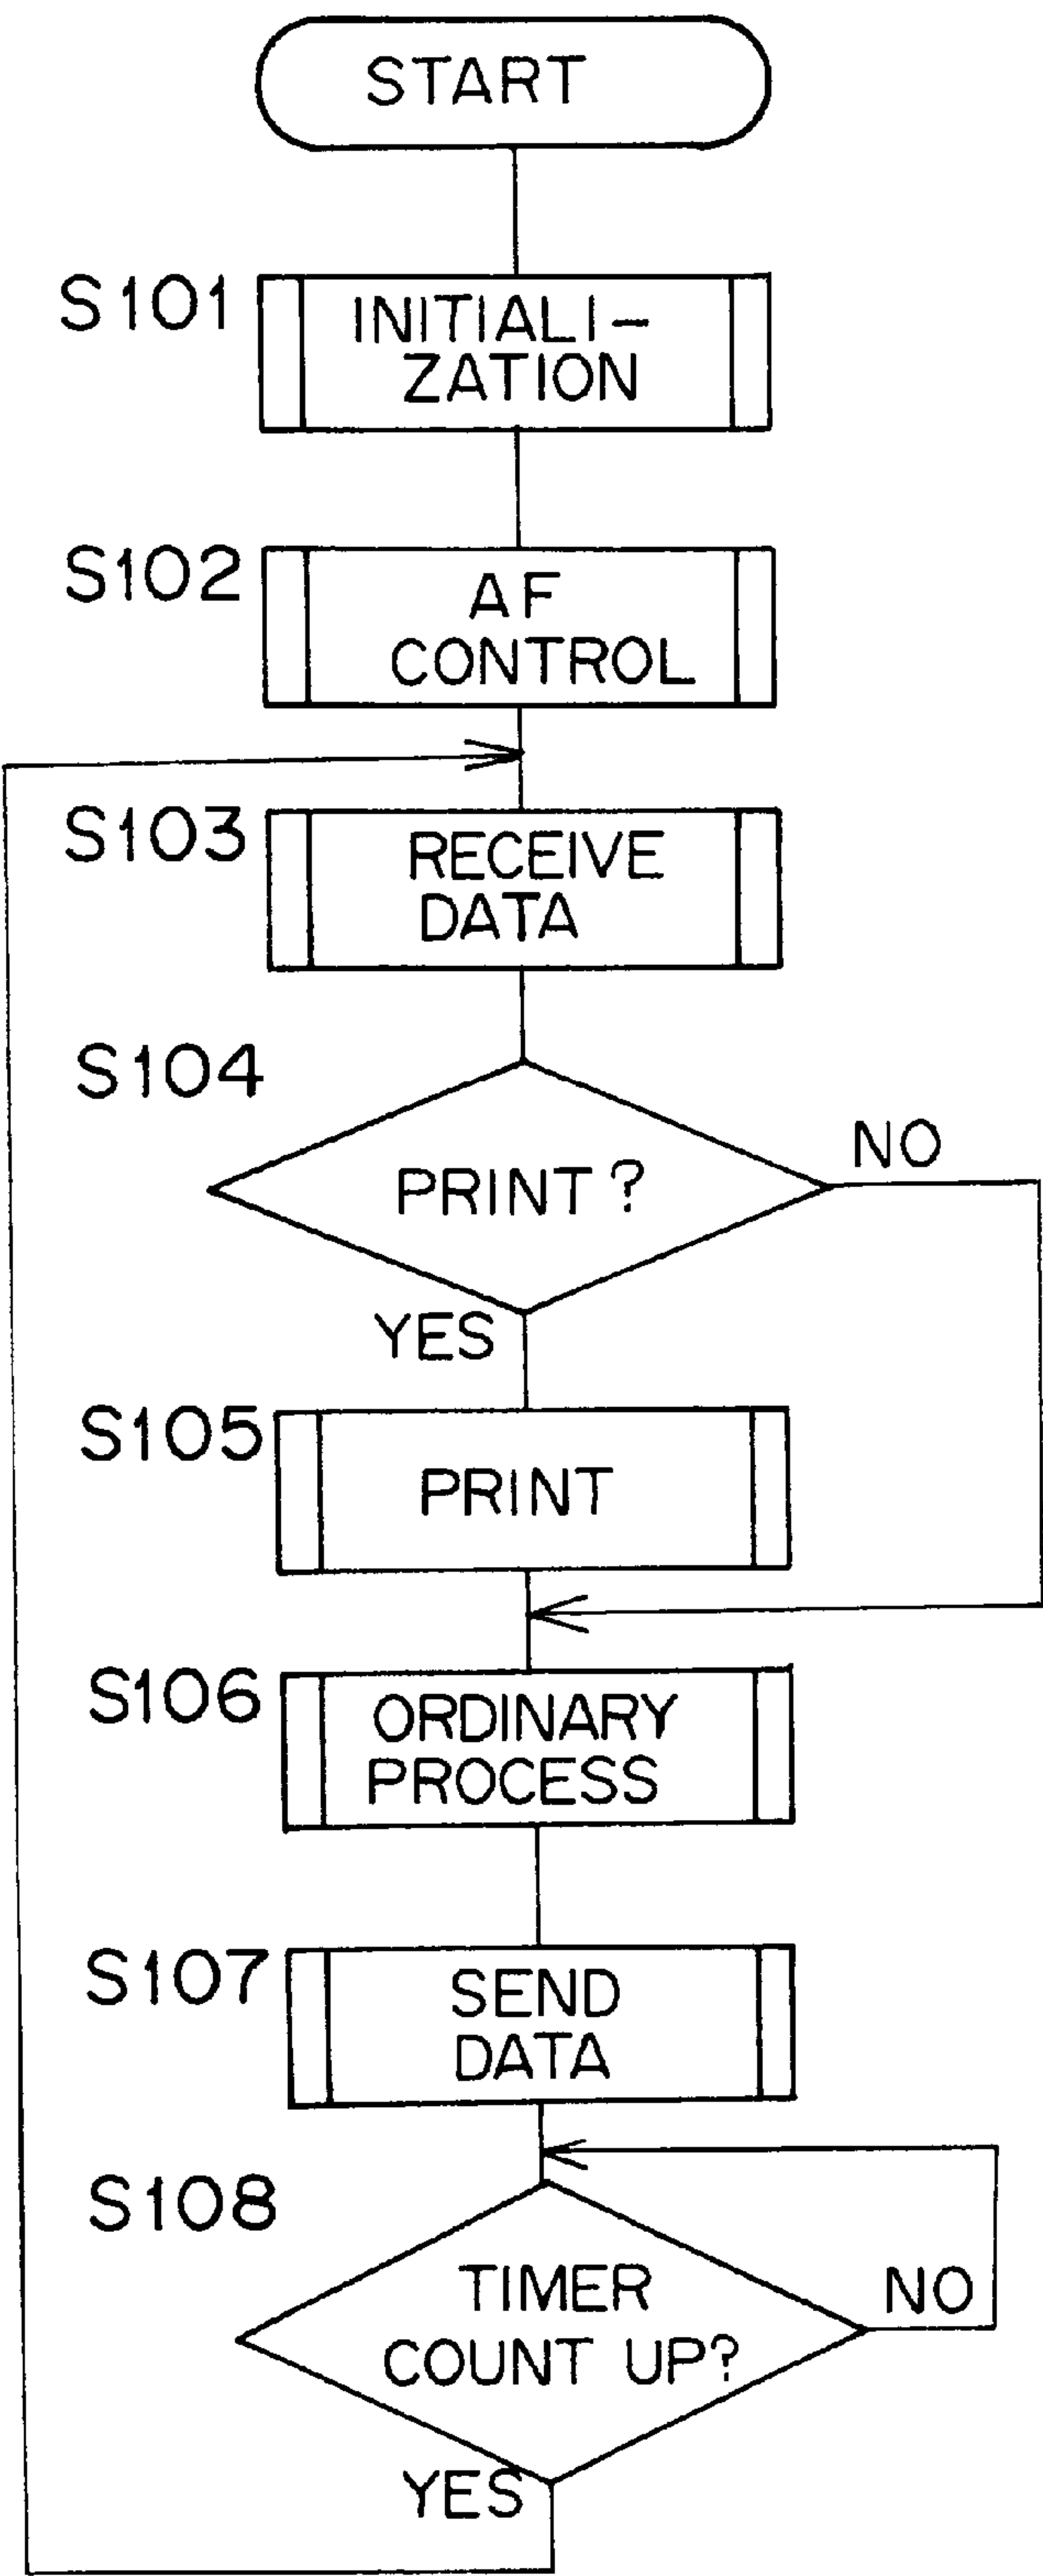 START
S101
INITIALI-
ZATION
S102
AF
CONTROL
S103
RECEIVE
DATA
S104
PRINT?
NO
YES
S105
PRINT
S106
ORDINARY
PROCESS
S107
SEND
DATA
S108
TIMER
COUNT UP?
NO
YES